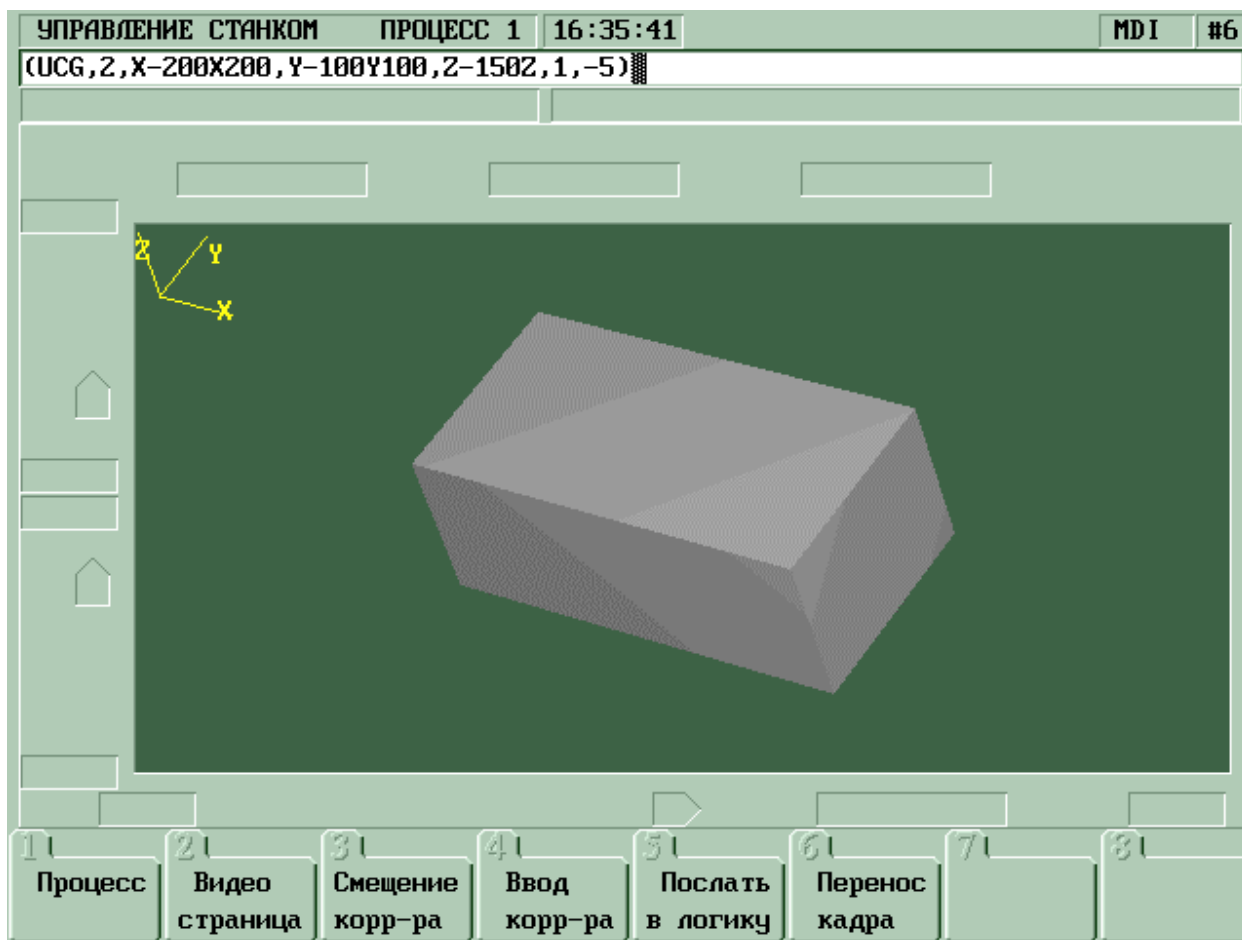 УПРАВЛЕНИЕ СТАНКОМ ПРОЦЕСС 1 16:35:41 MDI #6
(UCG,2,X-200X200,Y-100Y100,Z-150Z,1,-5)
Z Y
X
1 2 3 4 5 6 7 8
Процесс Видео Смещение Ввод Послать Перенос
страница корр-ра корр-ра в логику кадра